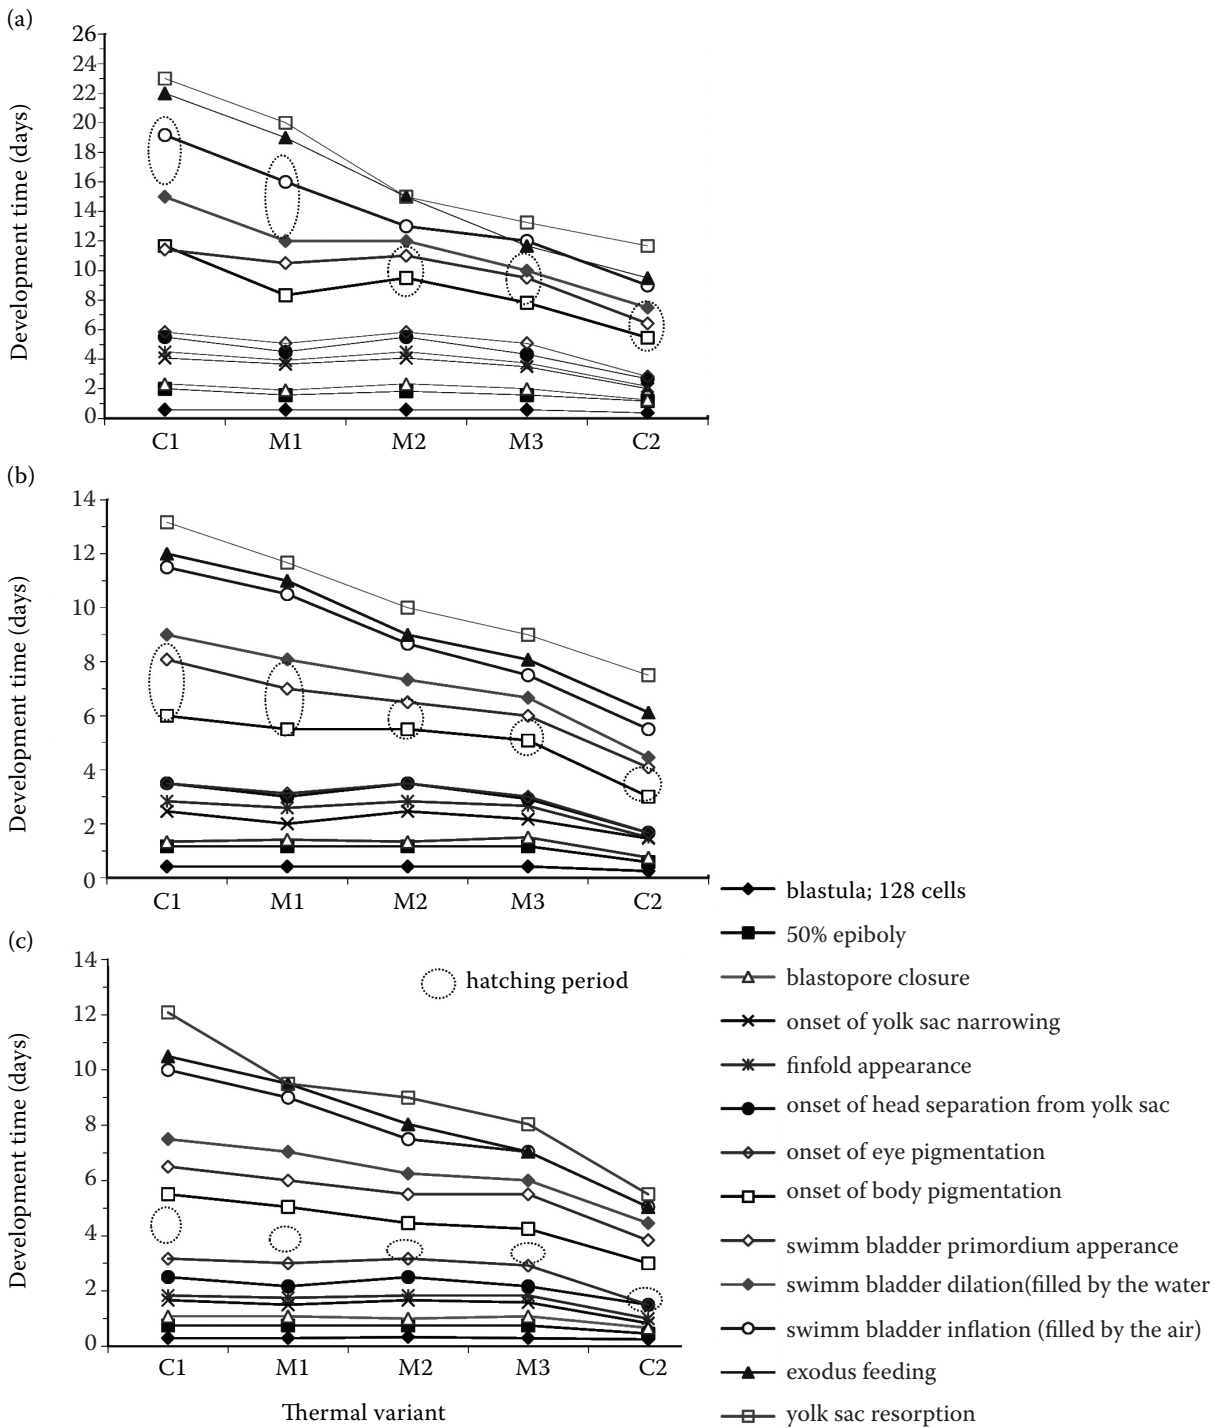 (a)
26
24
22
20
18
16
14
12
10
8
6
4
2
0
Development time (days)
C1 M1 M2 M3 C2
(b)
14
12
10
8
6
4
2
0
Development time (days)
C1 M1 M2 M3 C2
(c)
14
12
10
8
6
4
2
0
Development time (days)
hatching period
C1 M1 M2 M3 C2
Thermal variant
blastula; 128 cells
50% epiboly
blastopore closure
onset of yolk sac narrowing
finfold appearance
onset of head separation from yolk sac
onset of eye pigmentation
onset of body pigmentation
swimm bladder primordium apperance
swimm bladder dilation(filled by the water
swimm bladder inflation (filled by the air)
exodus feeding
yolk sac resorption